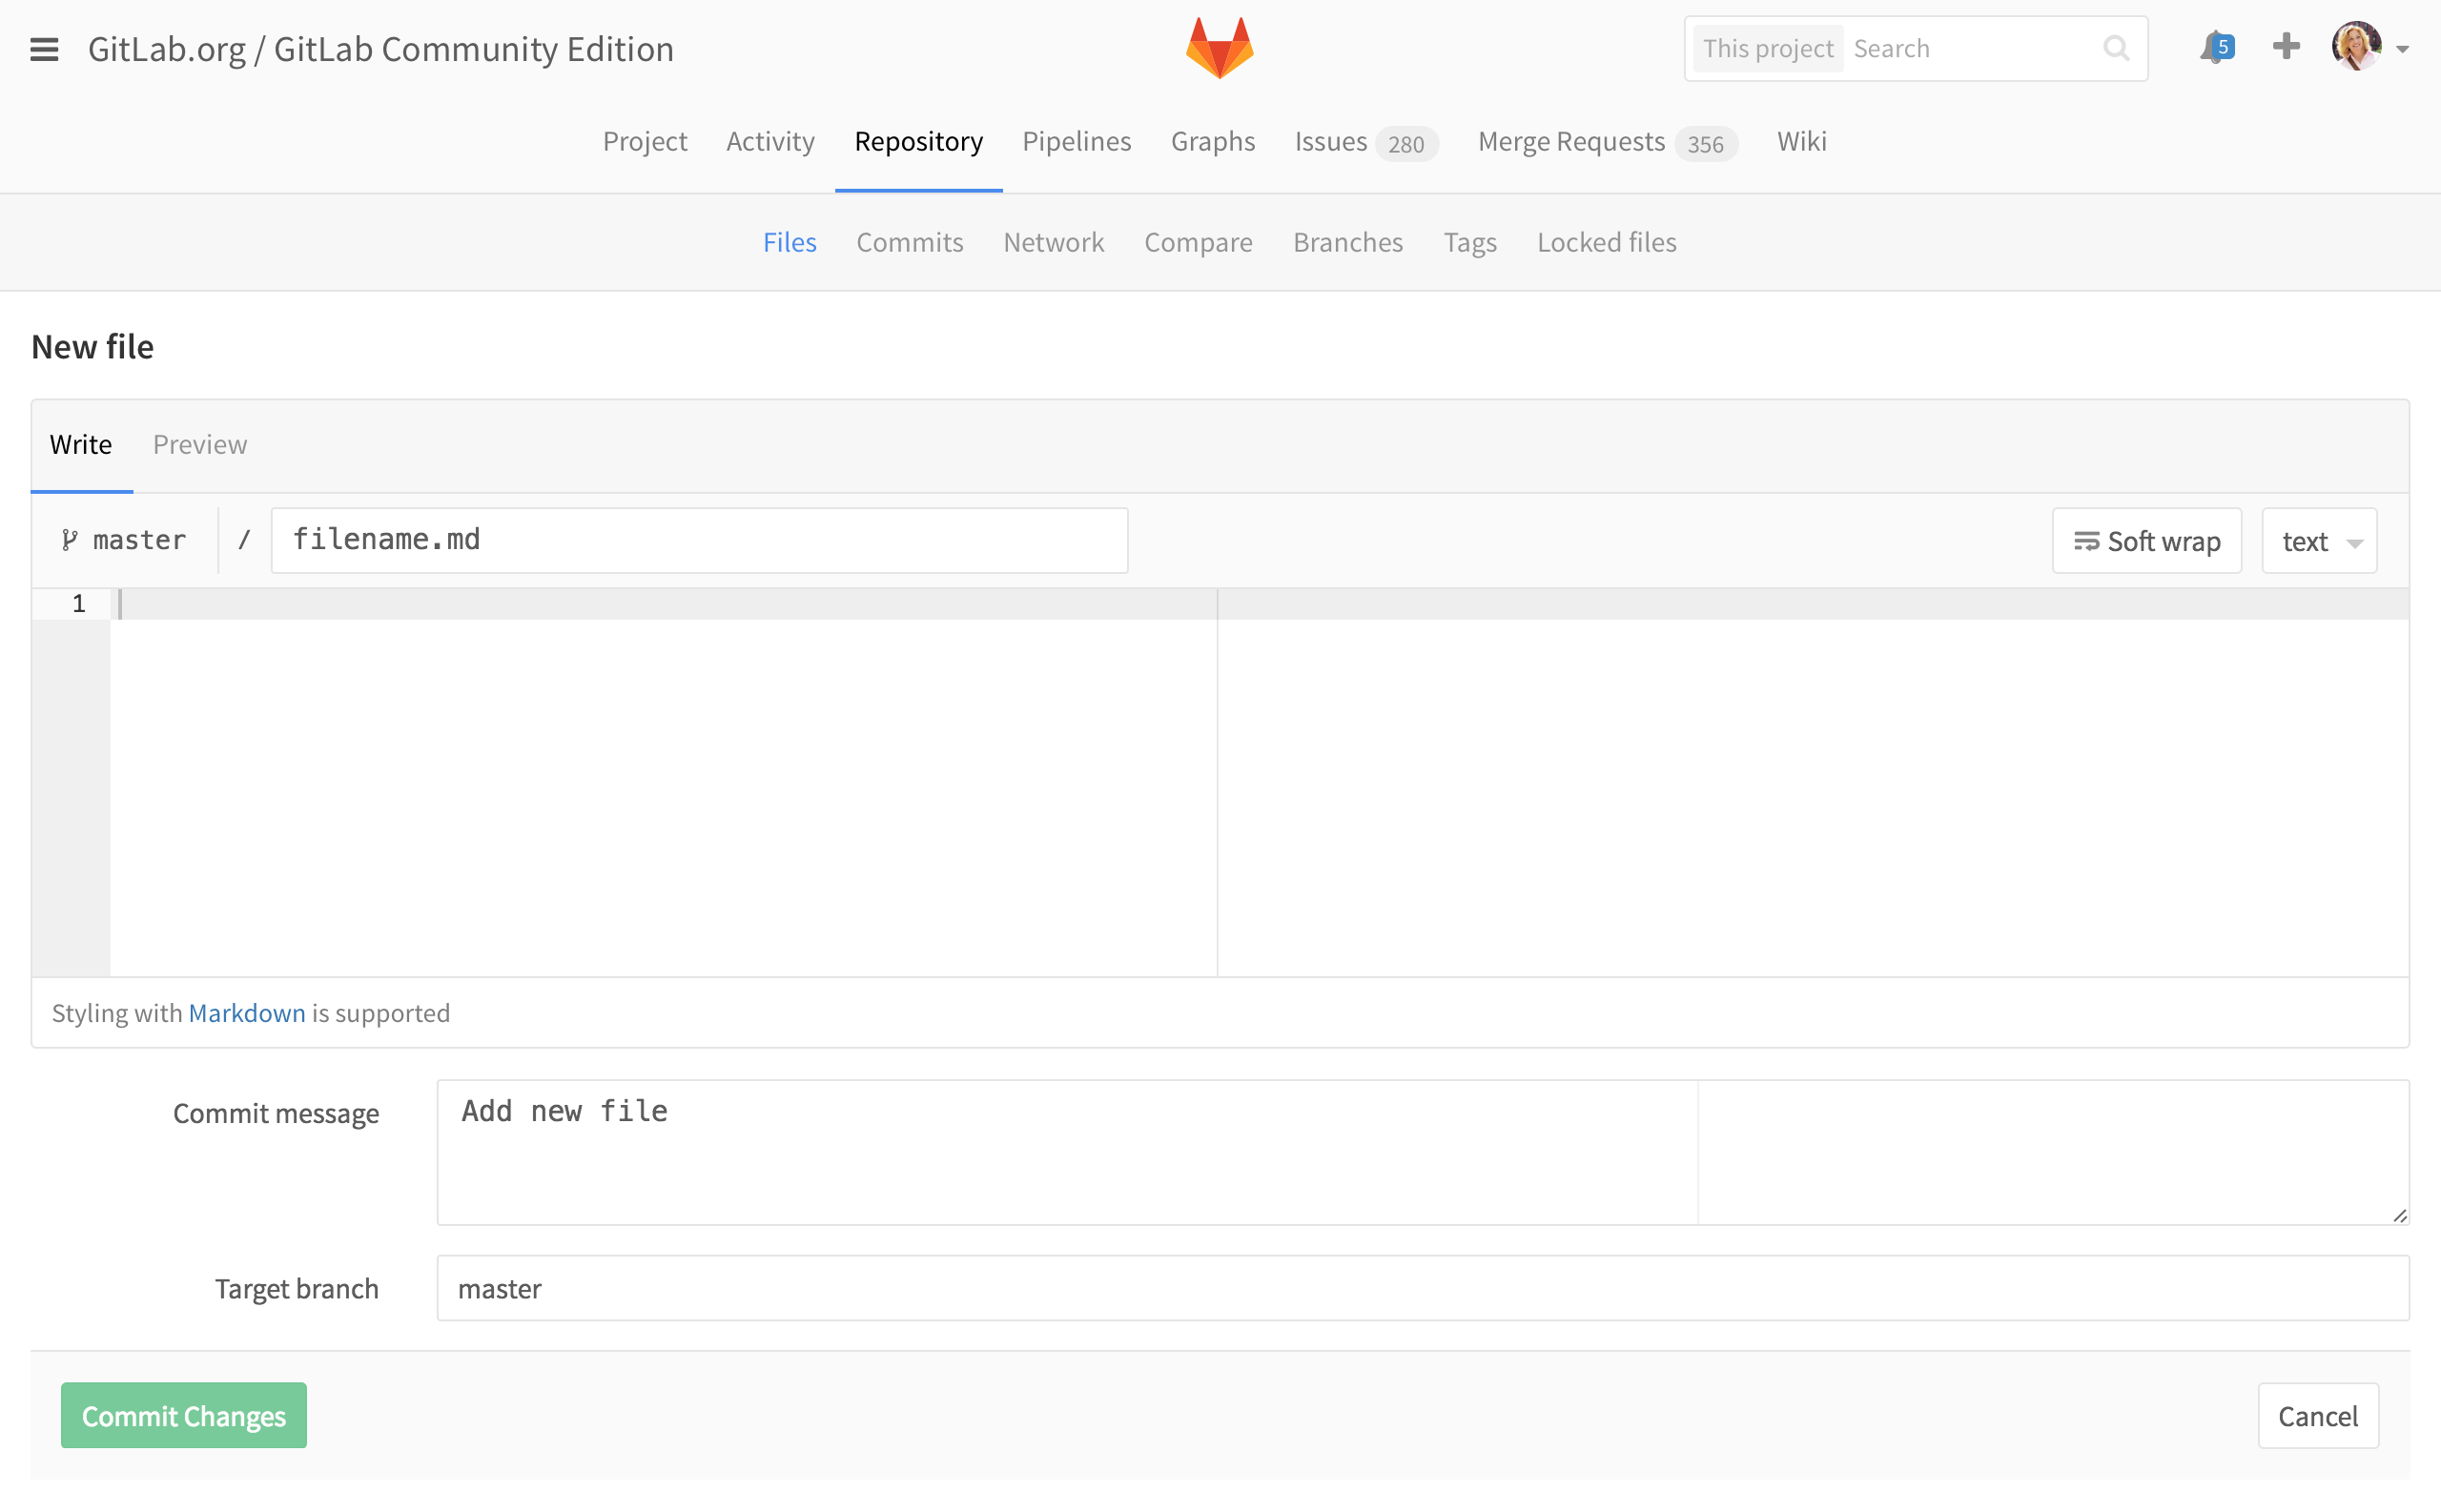 GitLab.org / GitLab Community Edition
This project Search
5
Project Activity Repository Pipelines Graphs Issues 280 Merge Requests 356 Wiki
Files Commits Network Compare Branches Tags Locked files
New file
Write Preview
master / filename.md Soft wrap text
1
Styling with Markdown is supported
Commit message Add new file
Target branch master
Commit Changes Cancel